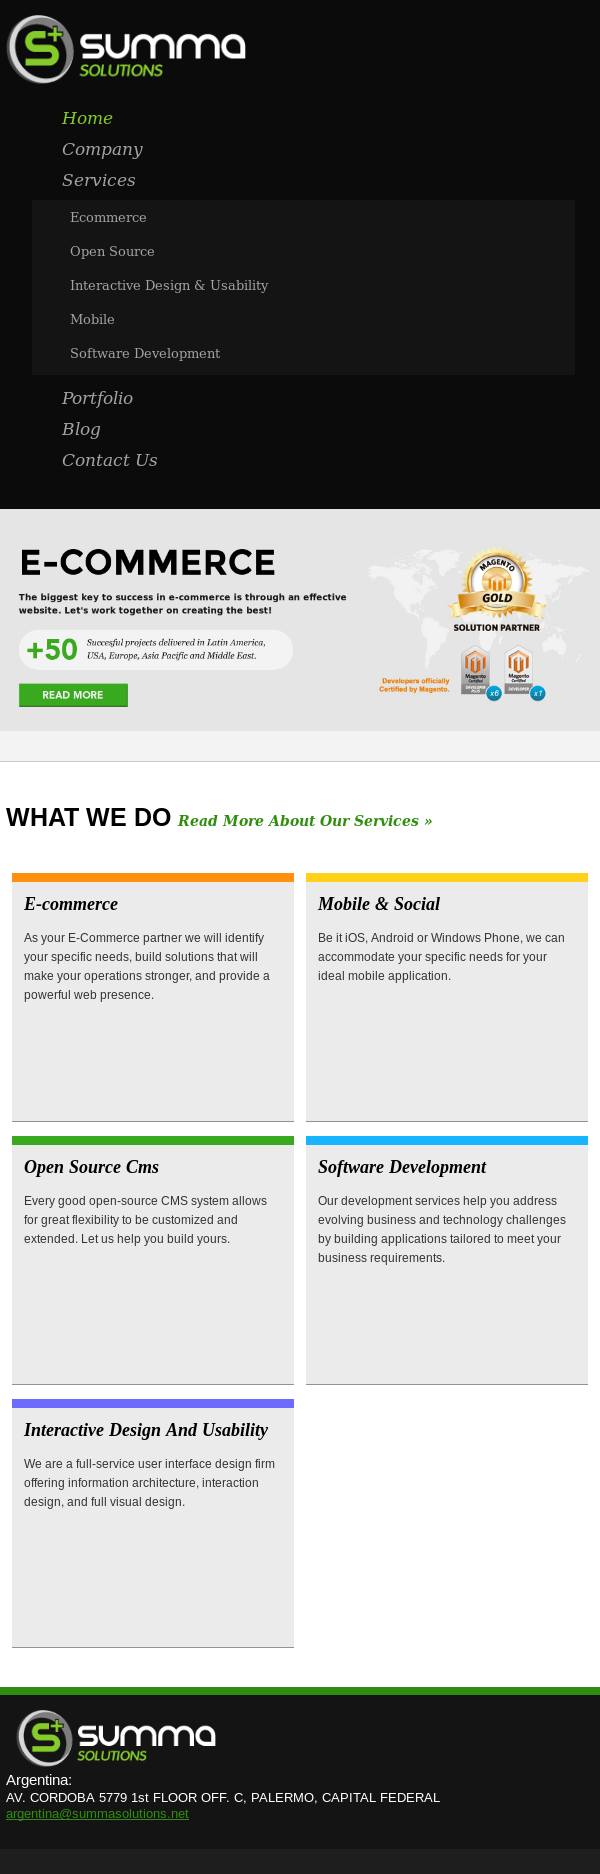 S+ summa
SOLUTIONS
Home
Company
Services
Ecommerce
Open Source
Interactive Design & Usability
Mobile
Software Development
Portfolio
Blog
Contact Us
E-COMMERCE
The biggest key to success in e-commerce is through an effective
website. Let's work together on creating the best!
+50
Succesful projects delivered in Latin America,
USA, Europe, Asia Pacific and Middle East.
READ MORE
MAGENTO
GOLD
SOLUTION PARTNER
Developers officially
Certified by Magento.
Magento
Certified
DEVELOPER
PLUS
x6
Magento
Certified
DEVELOPER
x1
WHAT WE DO Read More About Our Services »
E-commerce
As your E-Commerce partner we will identify
your specific needs, build solutions that will
make your operations stronger, and provide a
powerful web presence.
Mobile & Social
Be it iOS, Android or Windows Phone, we can
accommodate your specific needs for your
ideal mobile application.
Open Source Cms
Every good open-source CMS system allows
for great flexibility to be customized and
extended. Let us help you build yours.
Software Development
Our development services help you address
evolving business and technology challenges
by building applications tailored to meet your
business requirements.
Interactive Design And Usability
We are a full-service user interface design firm
offering information architecture, interaction
design, and full visual design.
S+ summa
SOLUTIONS
Argentina:
AV. CORDOBA 5779 1st FLOOR OFF. C, PALERMO, CAPITAL FEDERAL
argentina@summasolutions.net